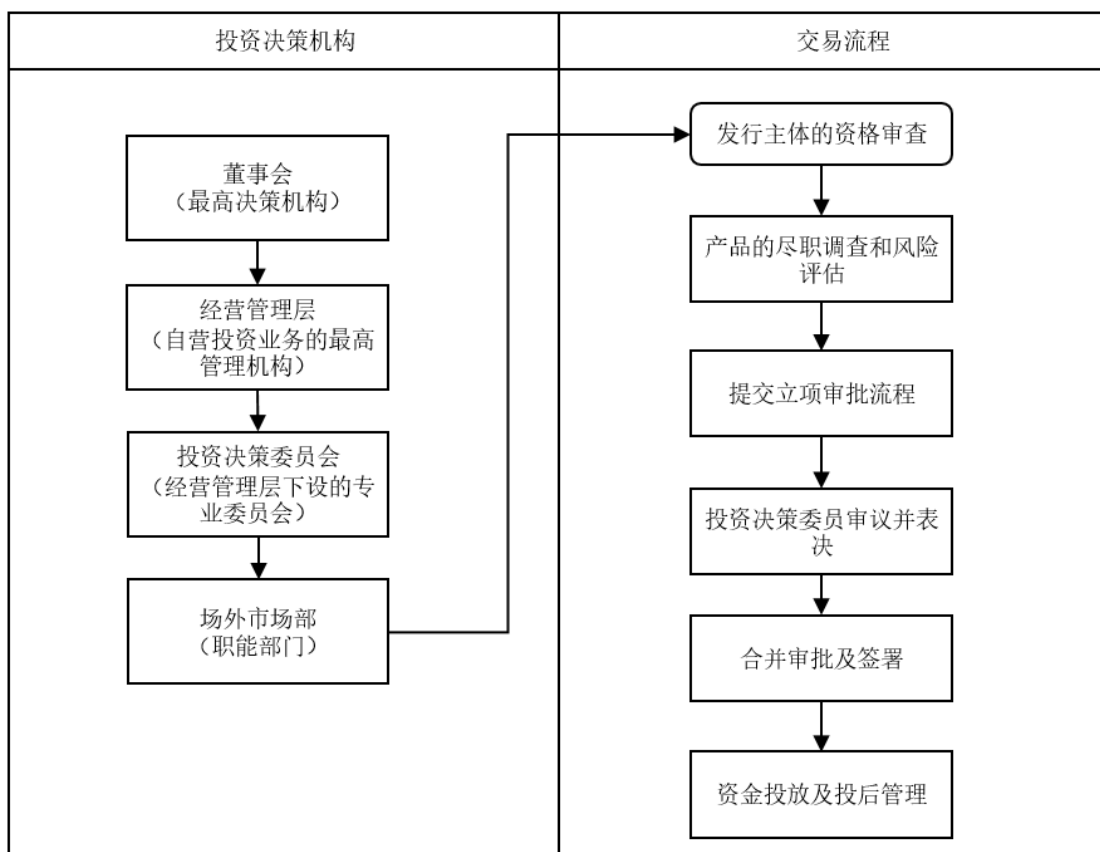 投资决策机构
交易流程
董事会
（最高决策机构）
经营管理层
（自营投资业务的最高
管理机构）
投资决策委员会
（经营管理层下设的专
业委员会）
场外市场部
（职能部门）
发行主体的资格审查
产品的尽职调查和风险
评估
提交立项审批流程
投资决策委员审议并表
决
合并审批及签署
资金投放及投后管理